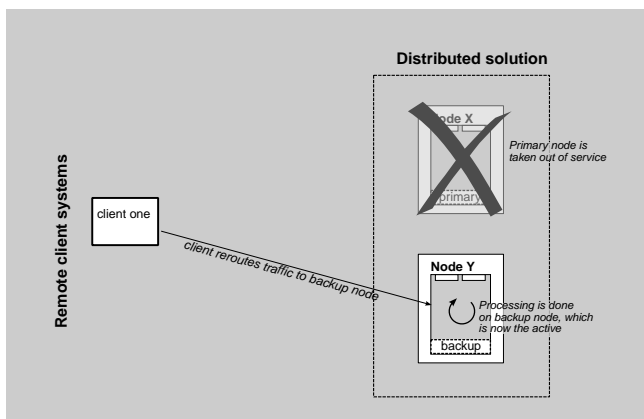 Distributed solution
Node X
primary
Primary node is
taken out of service
Remote client systems
client one
client reroutes traffic to backup node
Node Y
Processing is done
on backup node, which
is now the active
backup